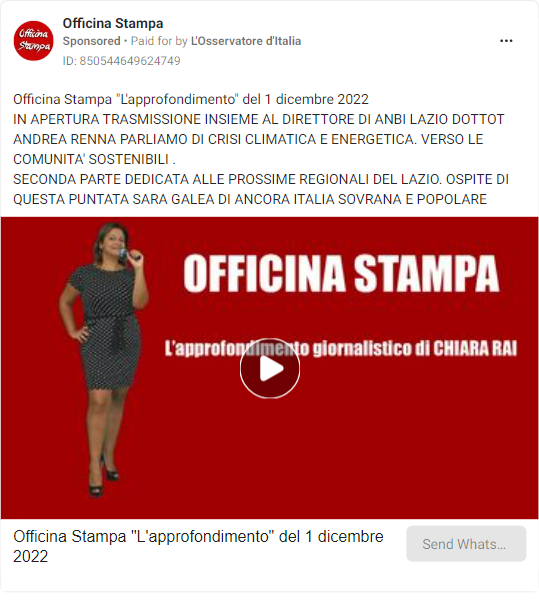 Officina Stampa
Officina Stampa
Sponsored • Paid for by L'Osservatore d'Italia
ID: 850544649624749
Officina Stampa "L'approfondimento" del 1 dicembre 2022
IN APERTURA TRASMISSIONE INSIEME AL DIRETTORE DI ANBI LAZIO DOTTOT
ANDREA RENNA PARLIAMO DI CRISI CLIMATICA E ENERGETICA. VERSO LE
COMUNITA' SOSTENIBILI .
SECONDA PARTE DEDICATA ALLE PROSSIME REGIONALI DEL LAZIO. OSPITE DI
QUESTA PUNTATA SARA GALEA DI ANCORA ITALIA SOVRANA E POPOLARE
OFFICINA STAMPA
L'approfondimento giornalistico di CHIARA RAI
Officina Stampa "L'approfondimento" del 1 dicembre
2022
Send Whats...